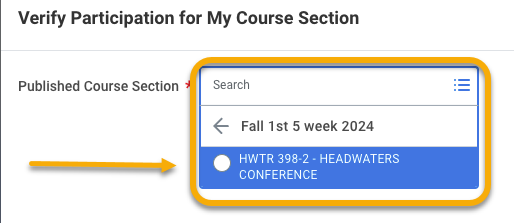 Verify Participation for My Course Section
Published Course Section *
Search
Fall 1st 5 week 2024
HWTR 398-2 - HEADWATERS
CONFERENCE